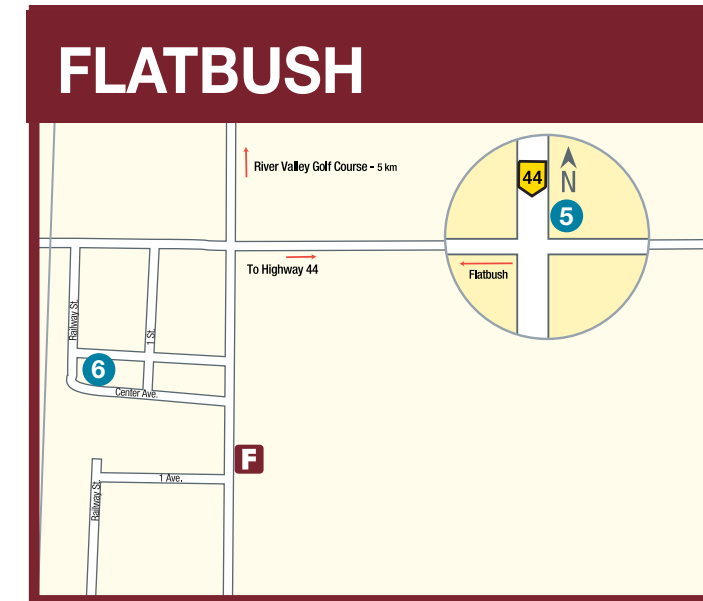 FLATBUSH
River Valley Golf Course - 5 km
44
N
5
To Highway 44
Flatbush
Railway St.
1 St.
6
Center Ave.
F
1 Ave.
Railway St.